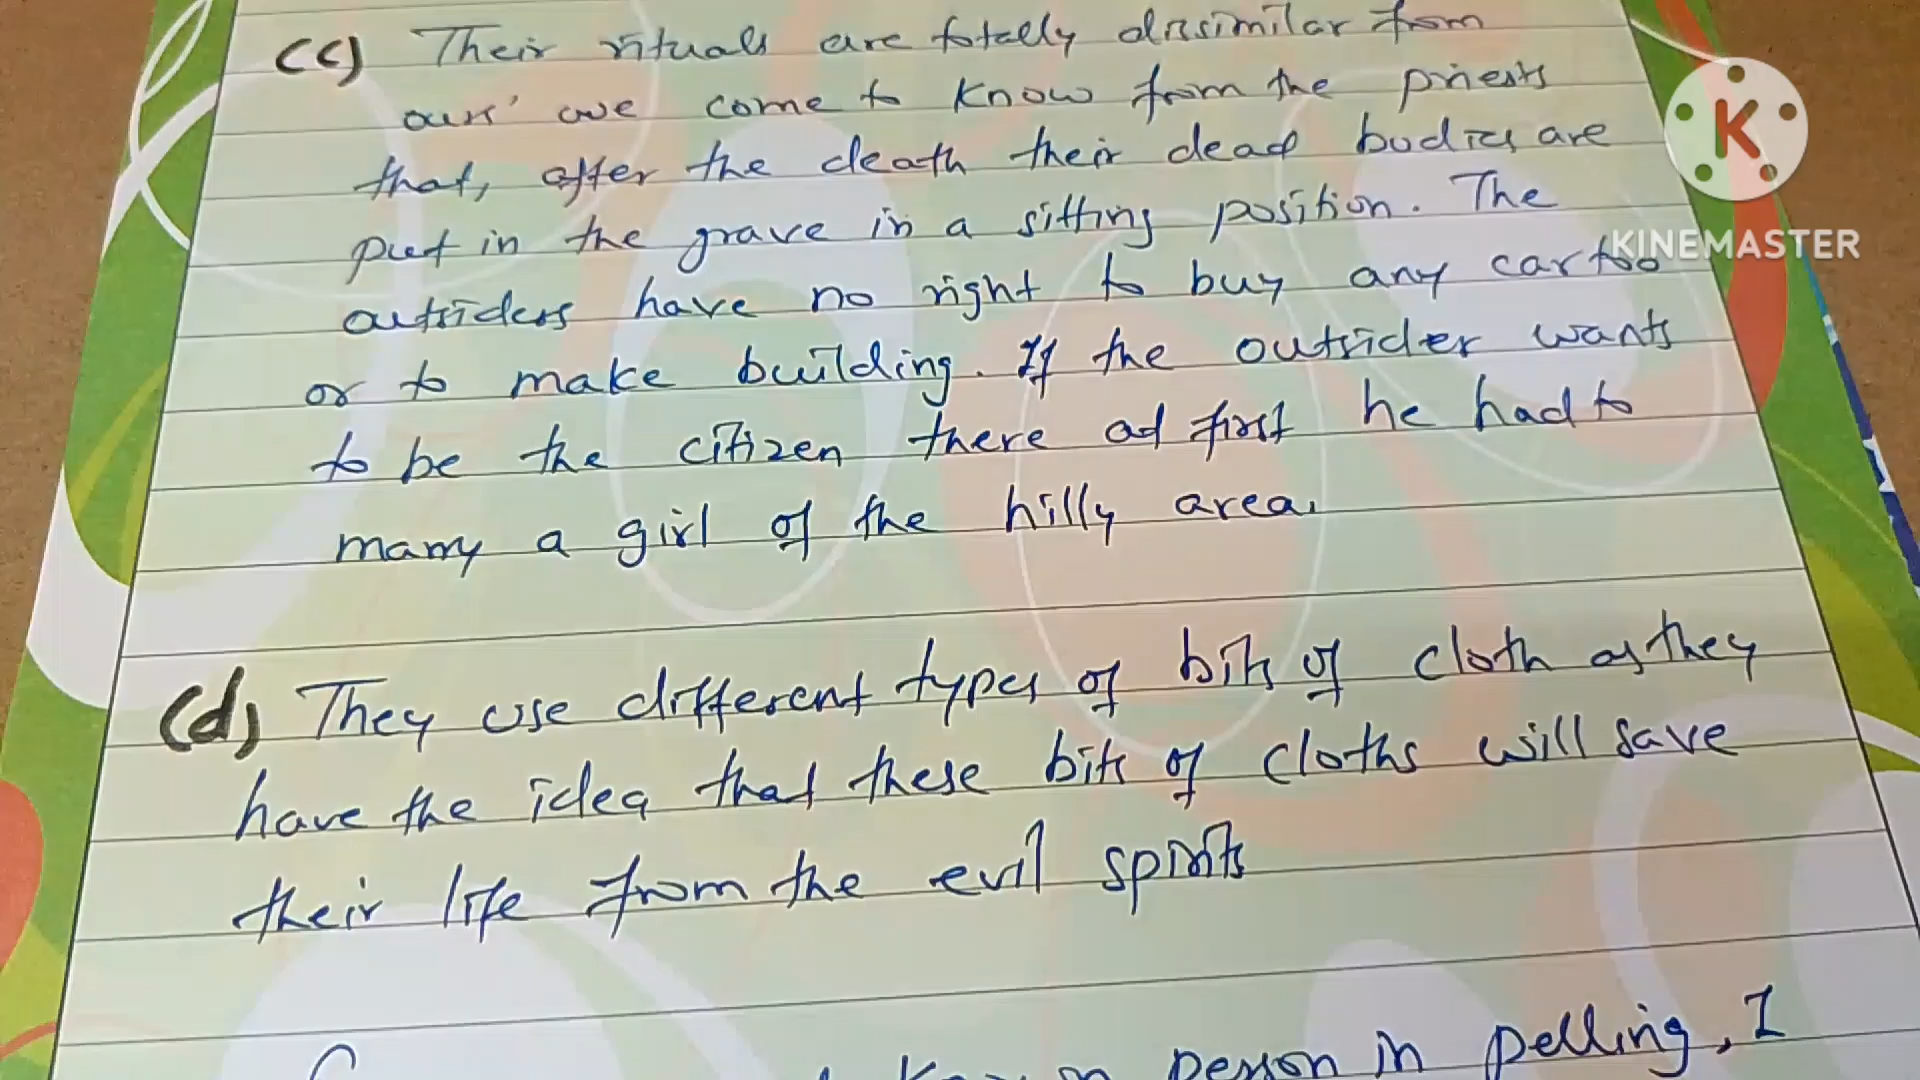 (c) Their rituals are totally dissimilar from
our' we come to know from the priests
that, after the death their dead bodies are
put in the grave in a sitting position. The
outsiders have no right to buy any car too
or to make building. If the outsider wants
to be the citizen there at first he had to
marry a girl of the hilly area.
(d) They use different types of bits of cloth as they
have the idea that these bits of cloths will save
their life from the evil spirits
person in pelling, I
K
KINEMASTER